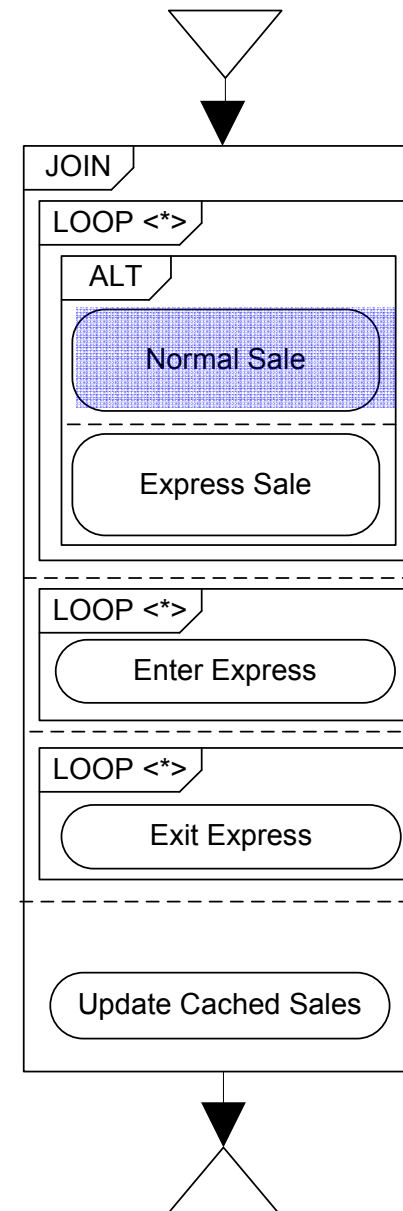 JOIN
LOOP <*>
ALT
Normal Sale
Express Sale
LOOP <*>
Enter Express
LOOP <*>
Exit Express
Update Cached Sales